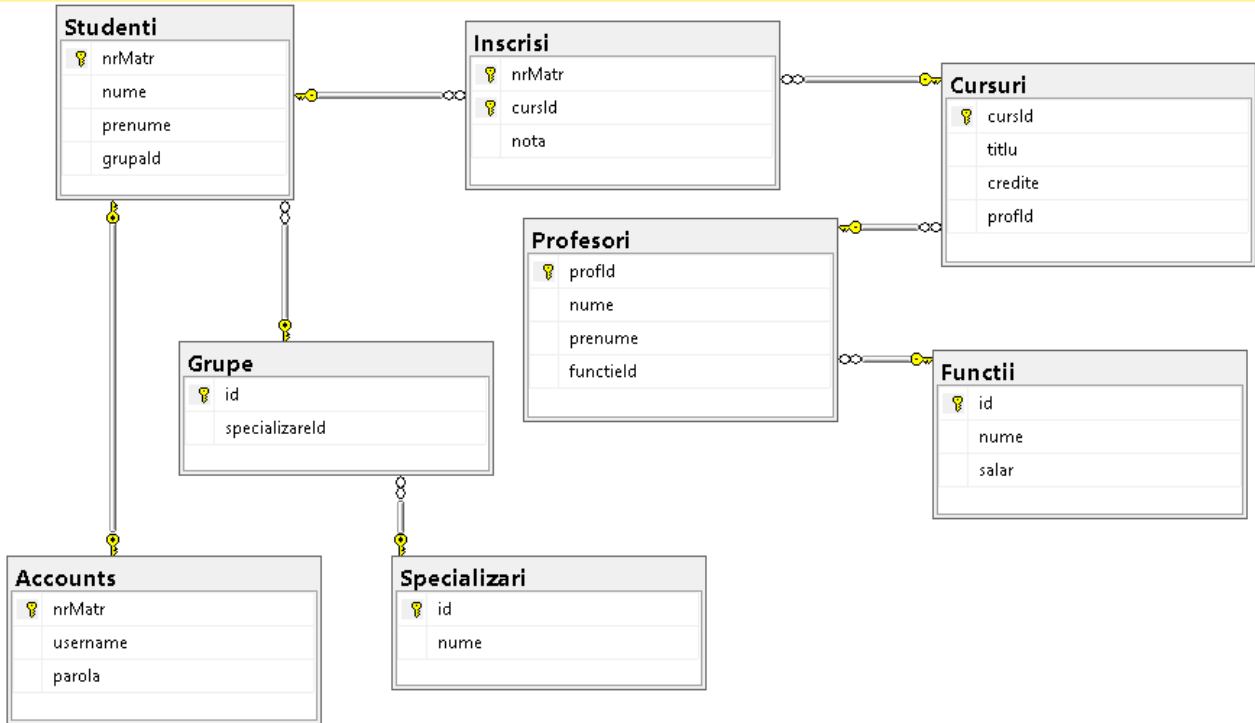 Studenti
nrMatr
nume
prenume
grupaId
Inscrisi
nrMatr
cursId
nota
Cursuri
cursId
titlu
credite
profId
Profesori
profId
nume
prenume
functieId
Functii
id
nume
salar
Grupe
id
specializareId
Accounts
nrMatr
username
parola
Specializari
id
nume